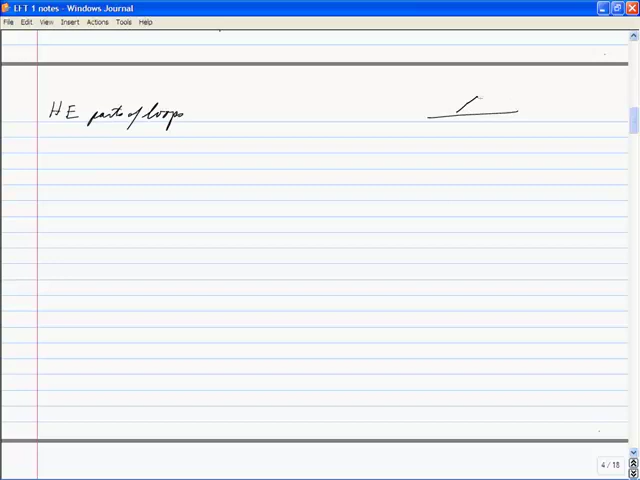 EFT 1 notes - Windows Journal
File Edit View Insert Actions Tools Help
HE parts of loops
4 / 18